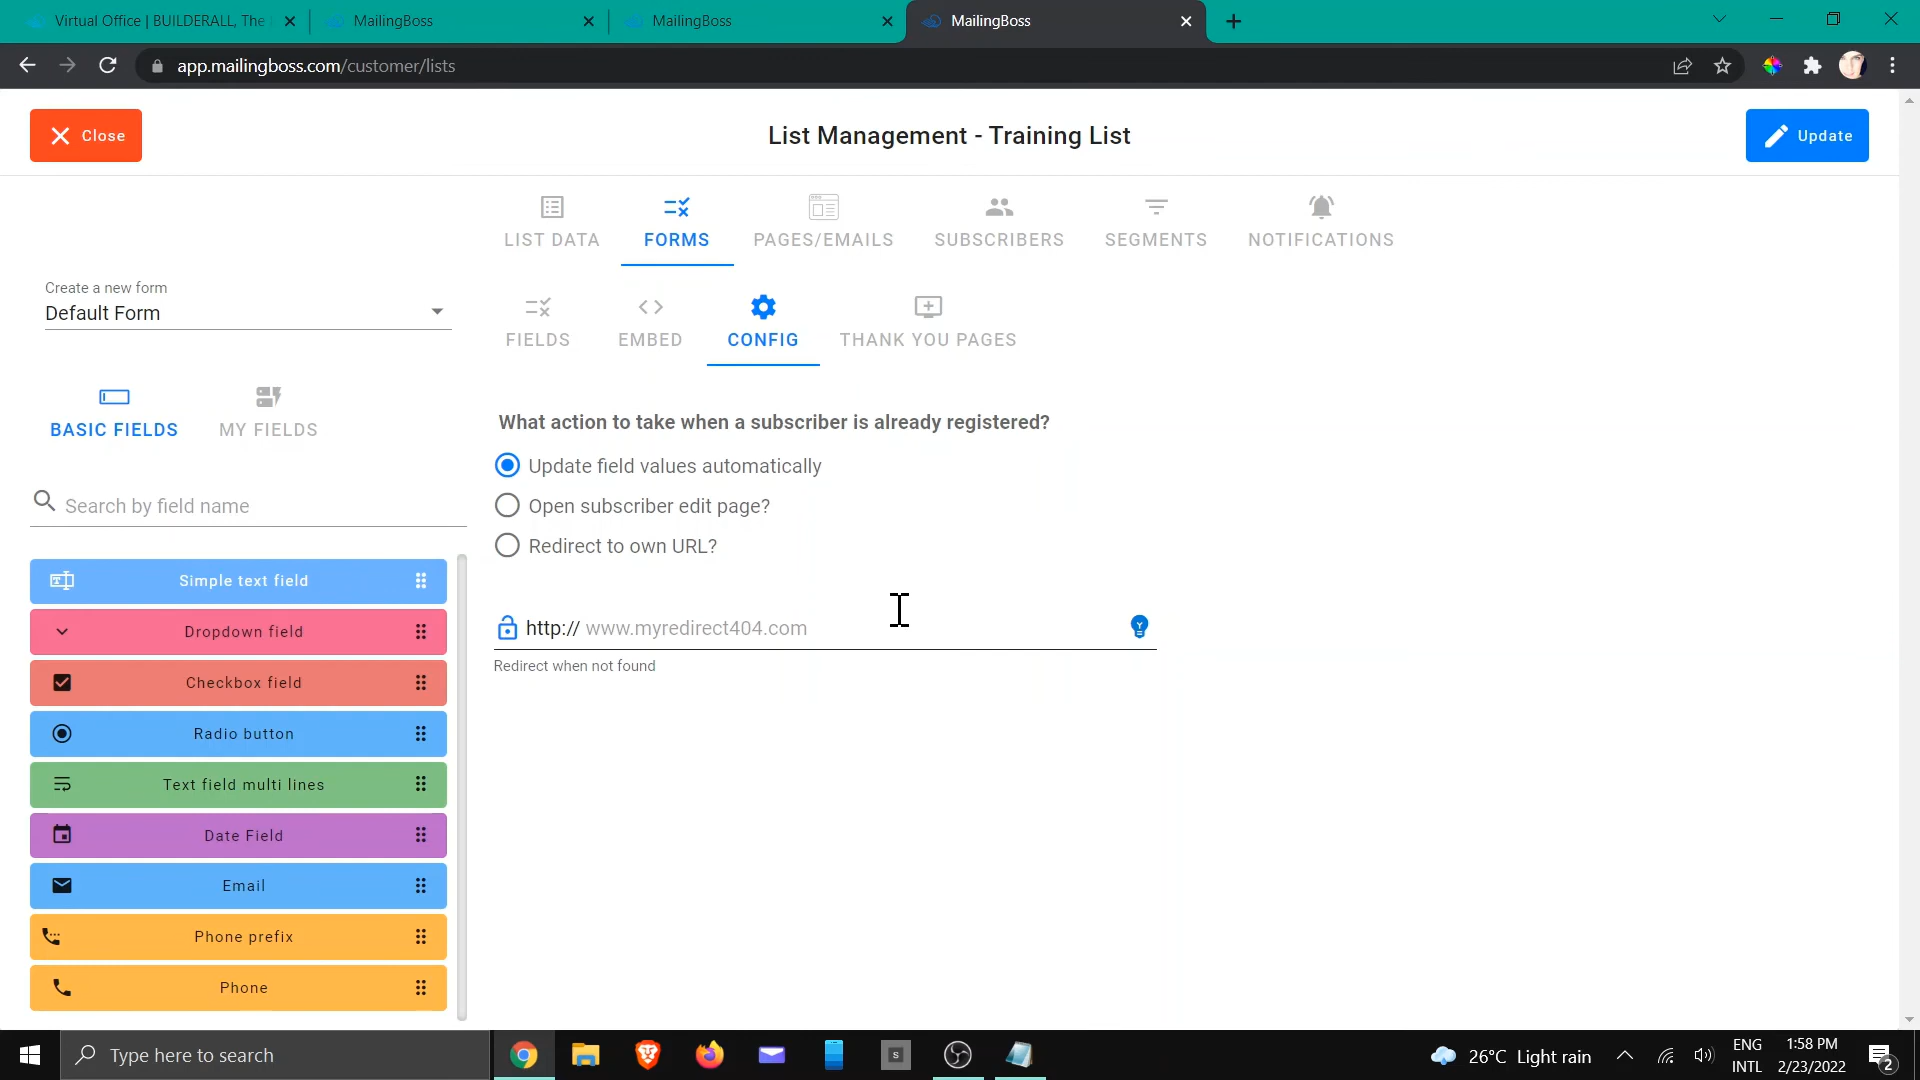 Virtual Office | BUILDERALL, The
MailingBoss
MailingBoss
MailingBoss
app.mailingboss.com/customer/lists
Close
List Management - Training List
Update
LIST DATA
FORMS
PAGES/EMAILS
SUBSCRIBERS
SEGMENTS
NOTIFICATIONS
Create a new form
Default Form
FIELDS
EMBED
CONFIG
THANK YOU PAGES
BASIC FIELDS
MY FIELDS
What action to take when a subscriber is already registered?
Update field values automatically
Open subscriber edit page?
Redirect to own URL?
Search by field name
http:// www.myredirect404.com
Redirect when not found
Simple text field
Dropdown field
Checkbox field
Radio button
Text field multi lines
Date Field
Email
Phone prefix
Phone
Type here to search
S
26°C Light rain
ENG
INTL
1:58 PM
2/23/2022
2